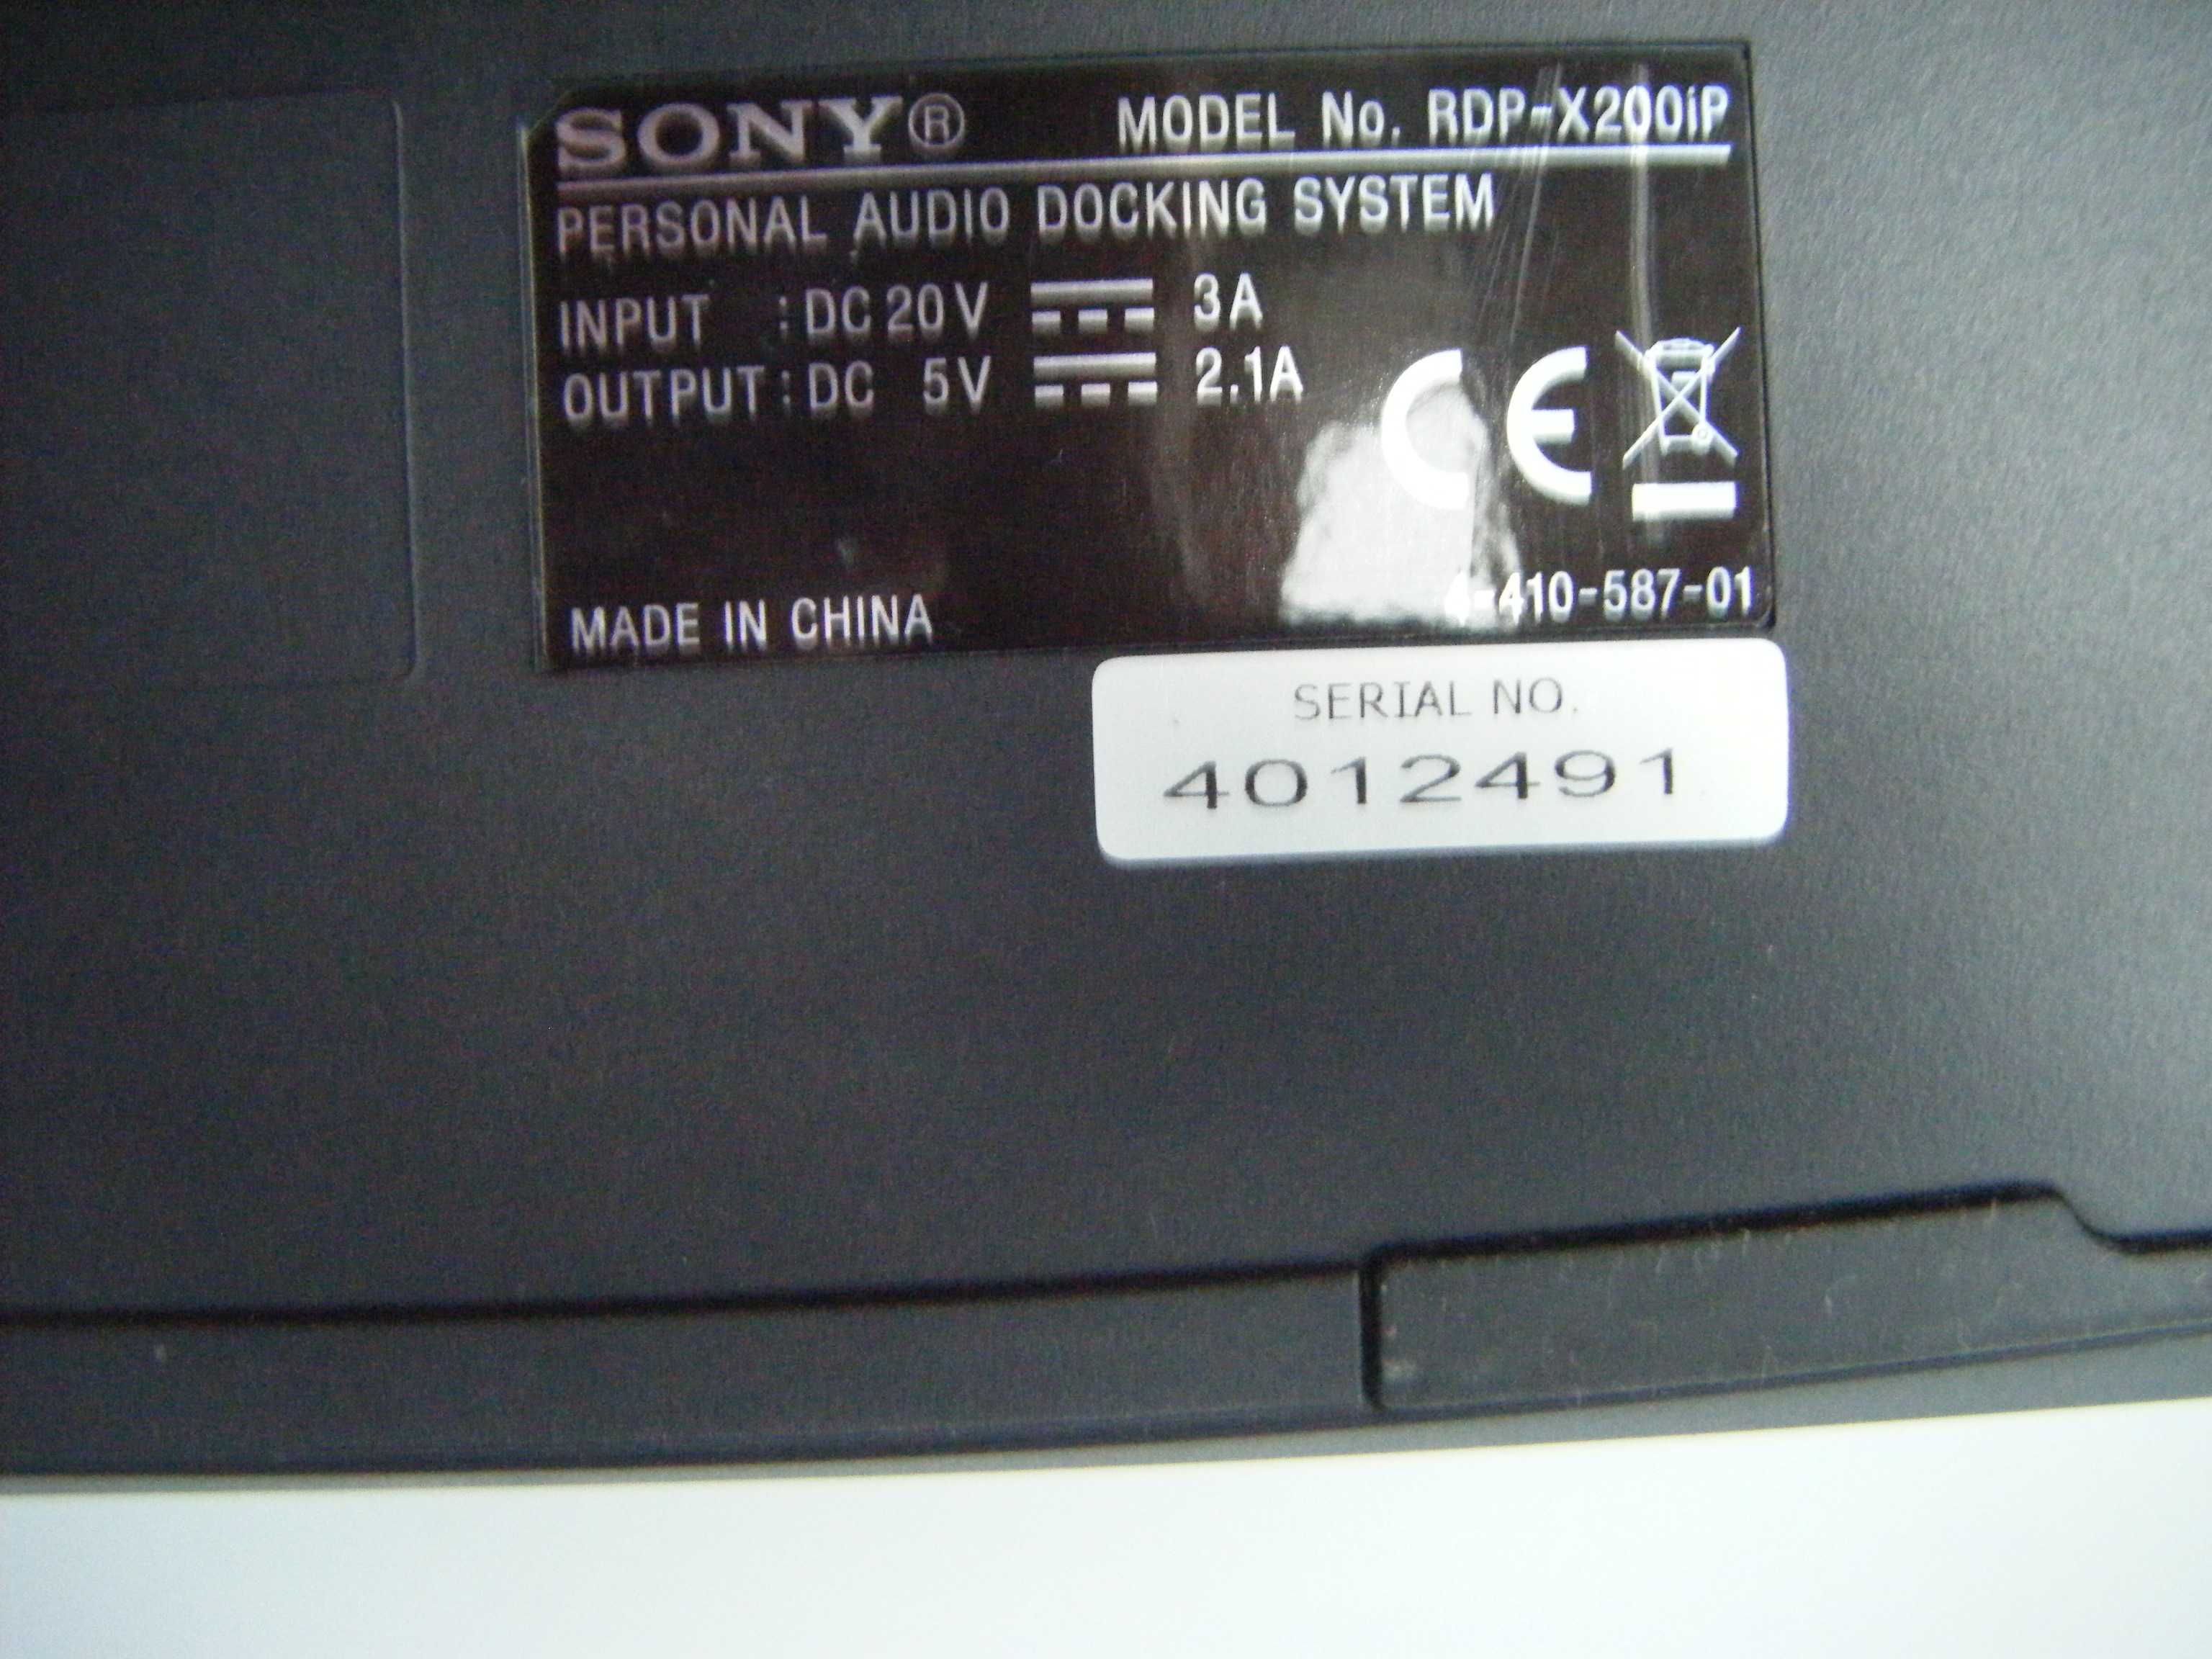 SONY® MODEL No. RDP-X200iP
PERSONAL AUDIO DOCKING SYSTEM
INPUT : DC 20V ⎓ 3A
OUTPUT : DC 5V ⎓ 2.1A
CE
MADE IN CHINA 4-410-587-01
SERIAL NO.
4012491